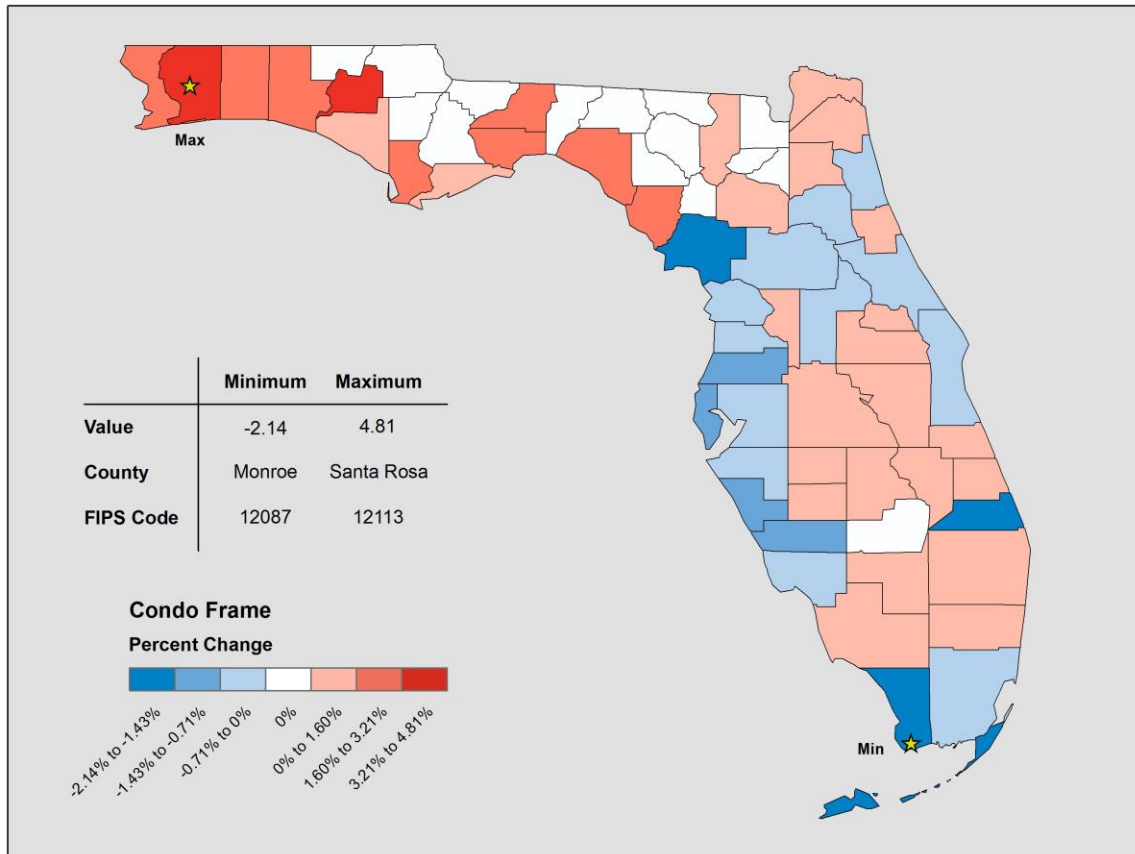 Max
Minimum Maximum
Value -2.14 4.81
County Monroe Santa Rosa
FIPS Code 12087 12113
Condo Frame
Percent Change
-2.14% to -1.43%
-1.43% to -0.71%
-0.71% to 0%
0%
0% to 1.60%
1.60% to 3.21%
3.21% to 4.81%
Min